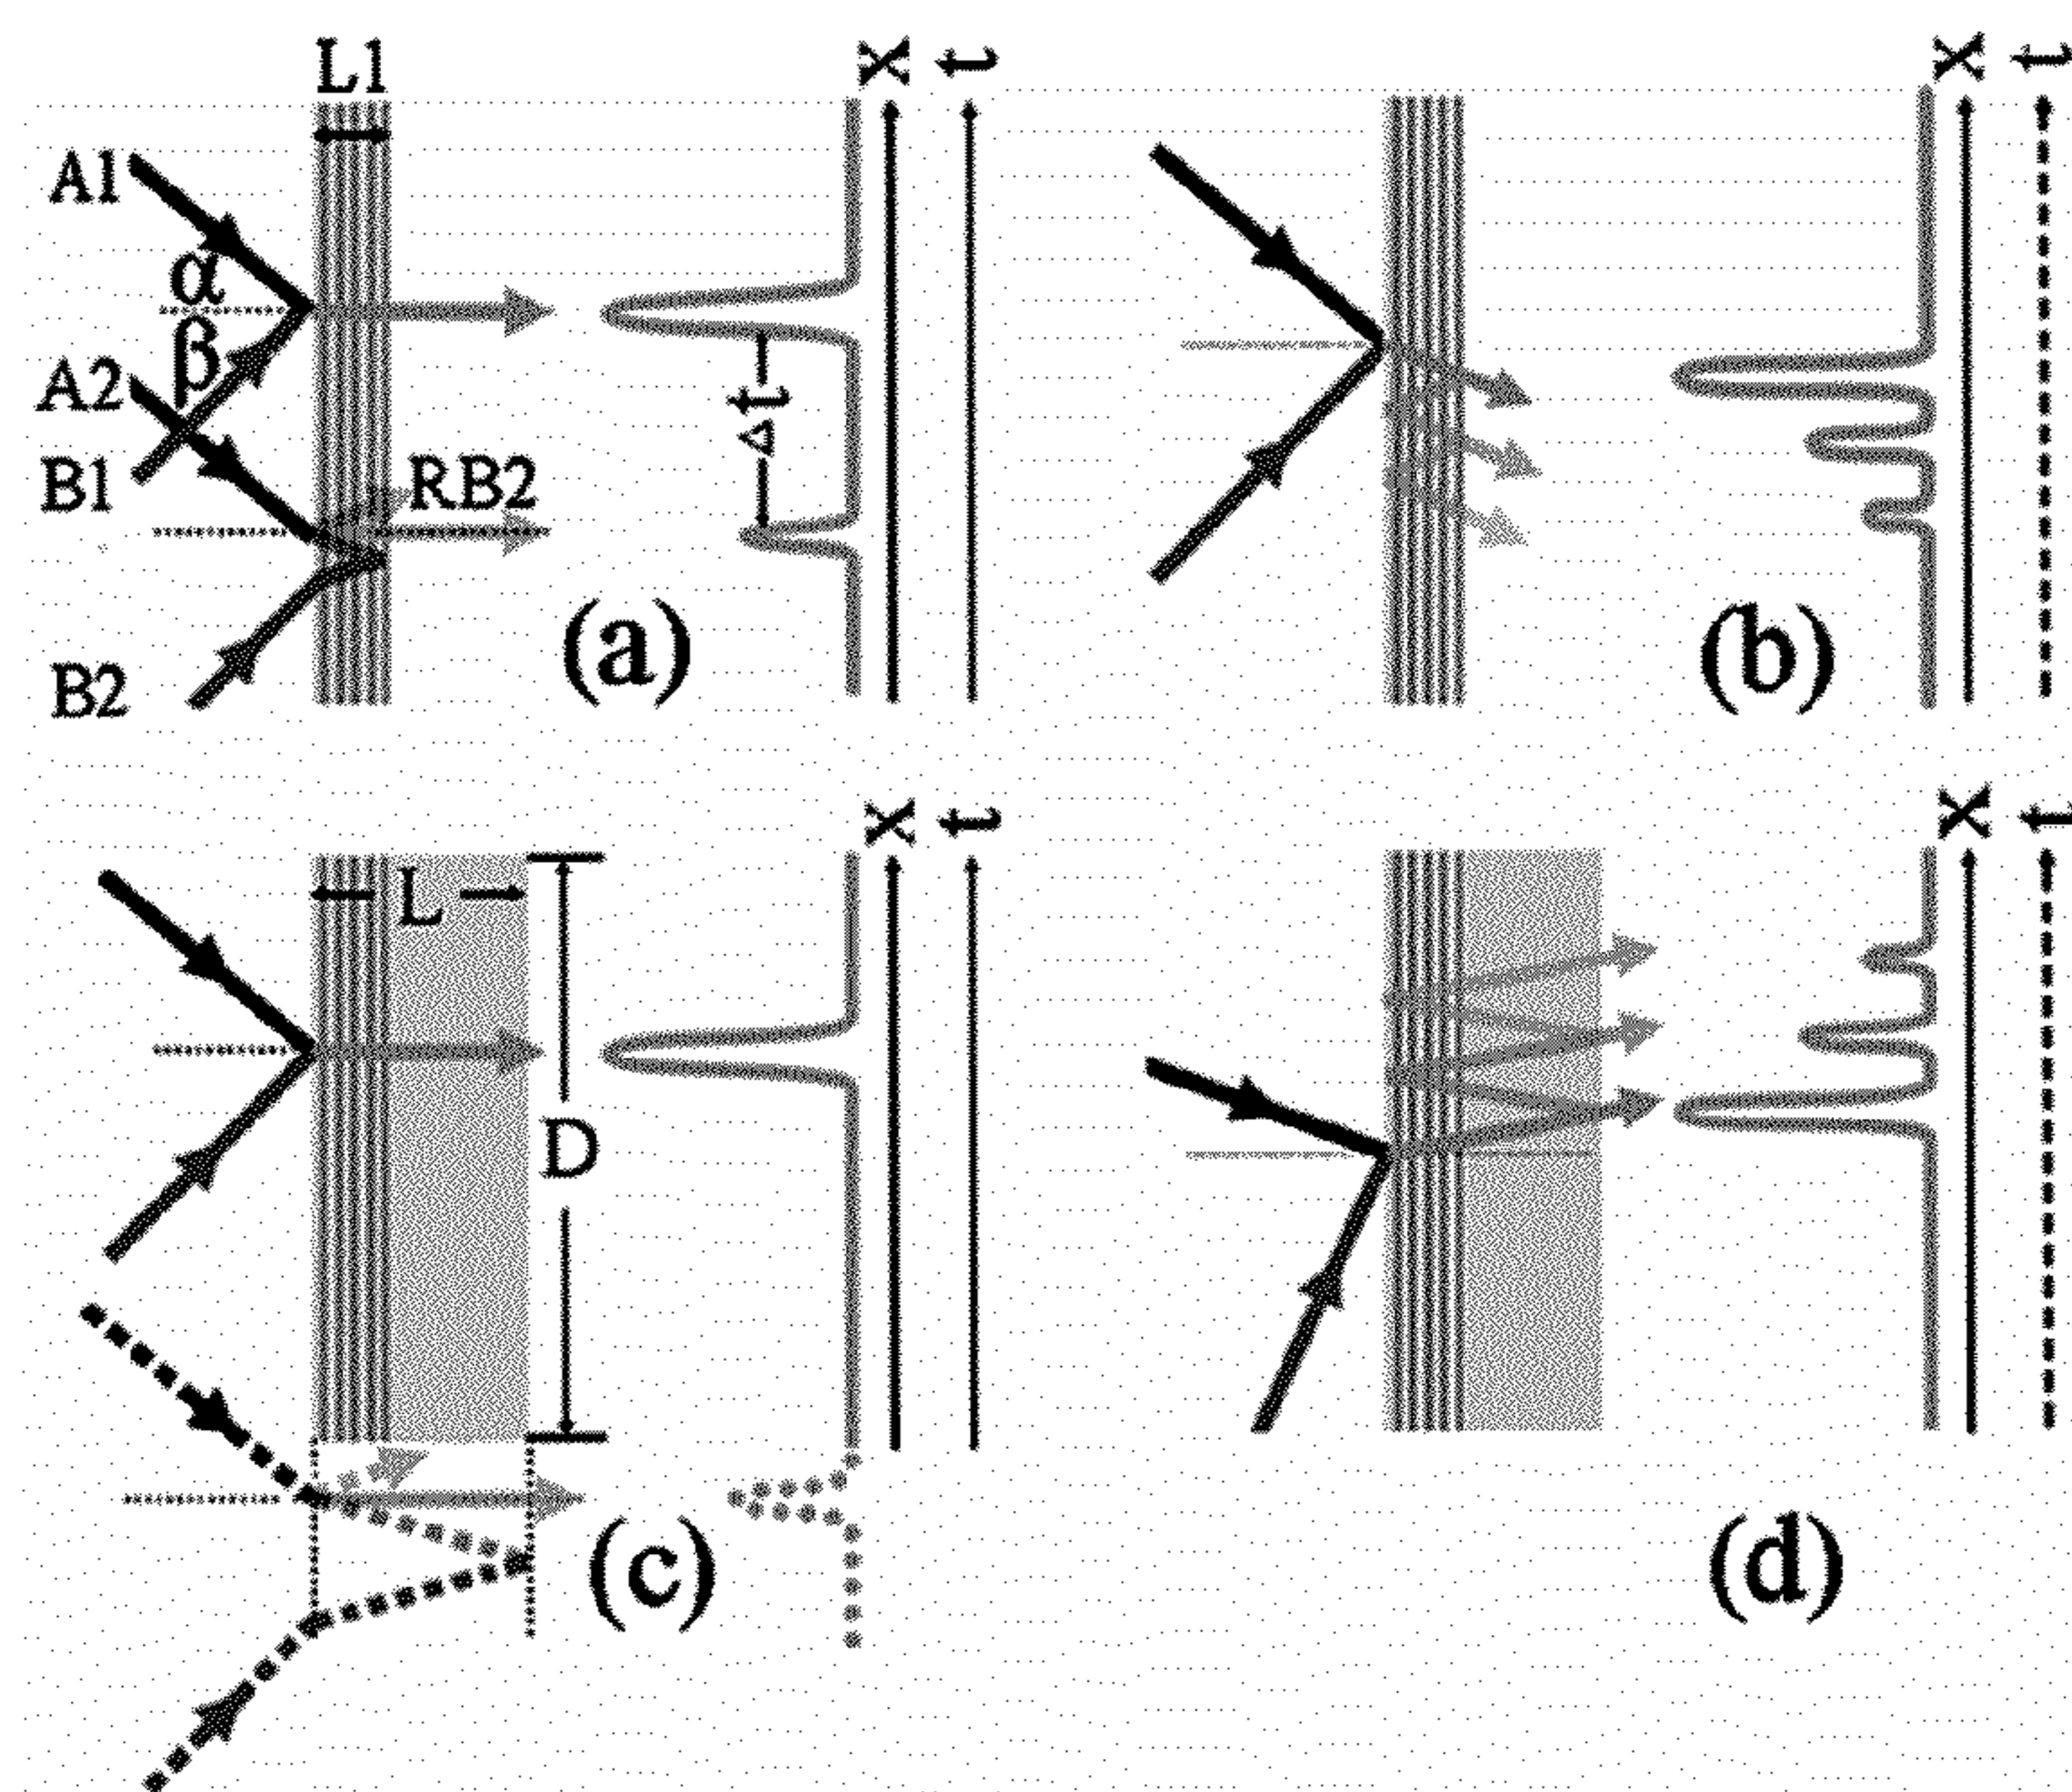 L1
X
t
A1
α
β
A2
B1
RB2
Δt
B2
(a)
X
t
(b)
X
t
L
D
(c)
X
t
(d)